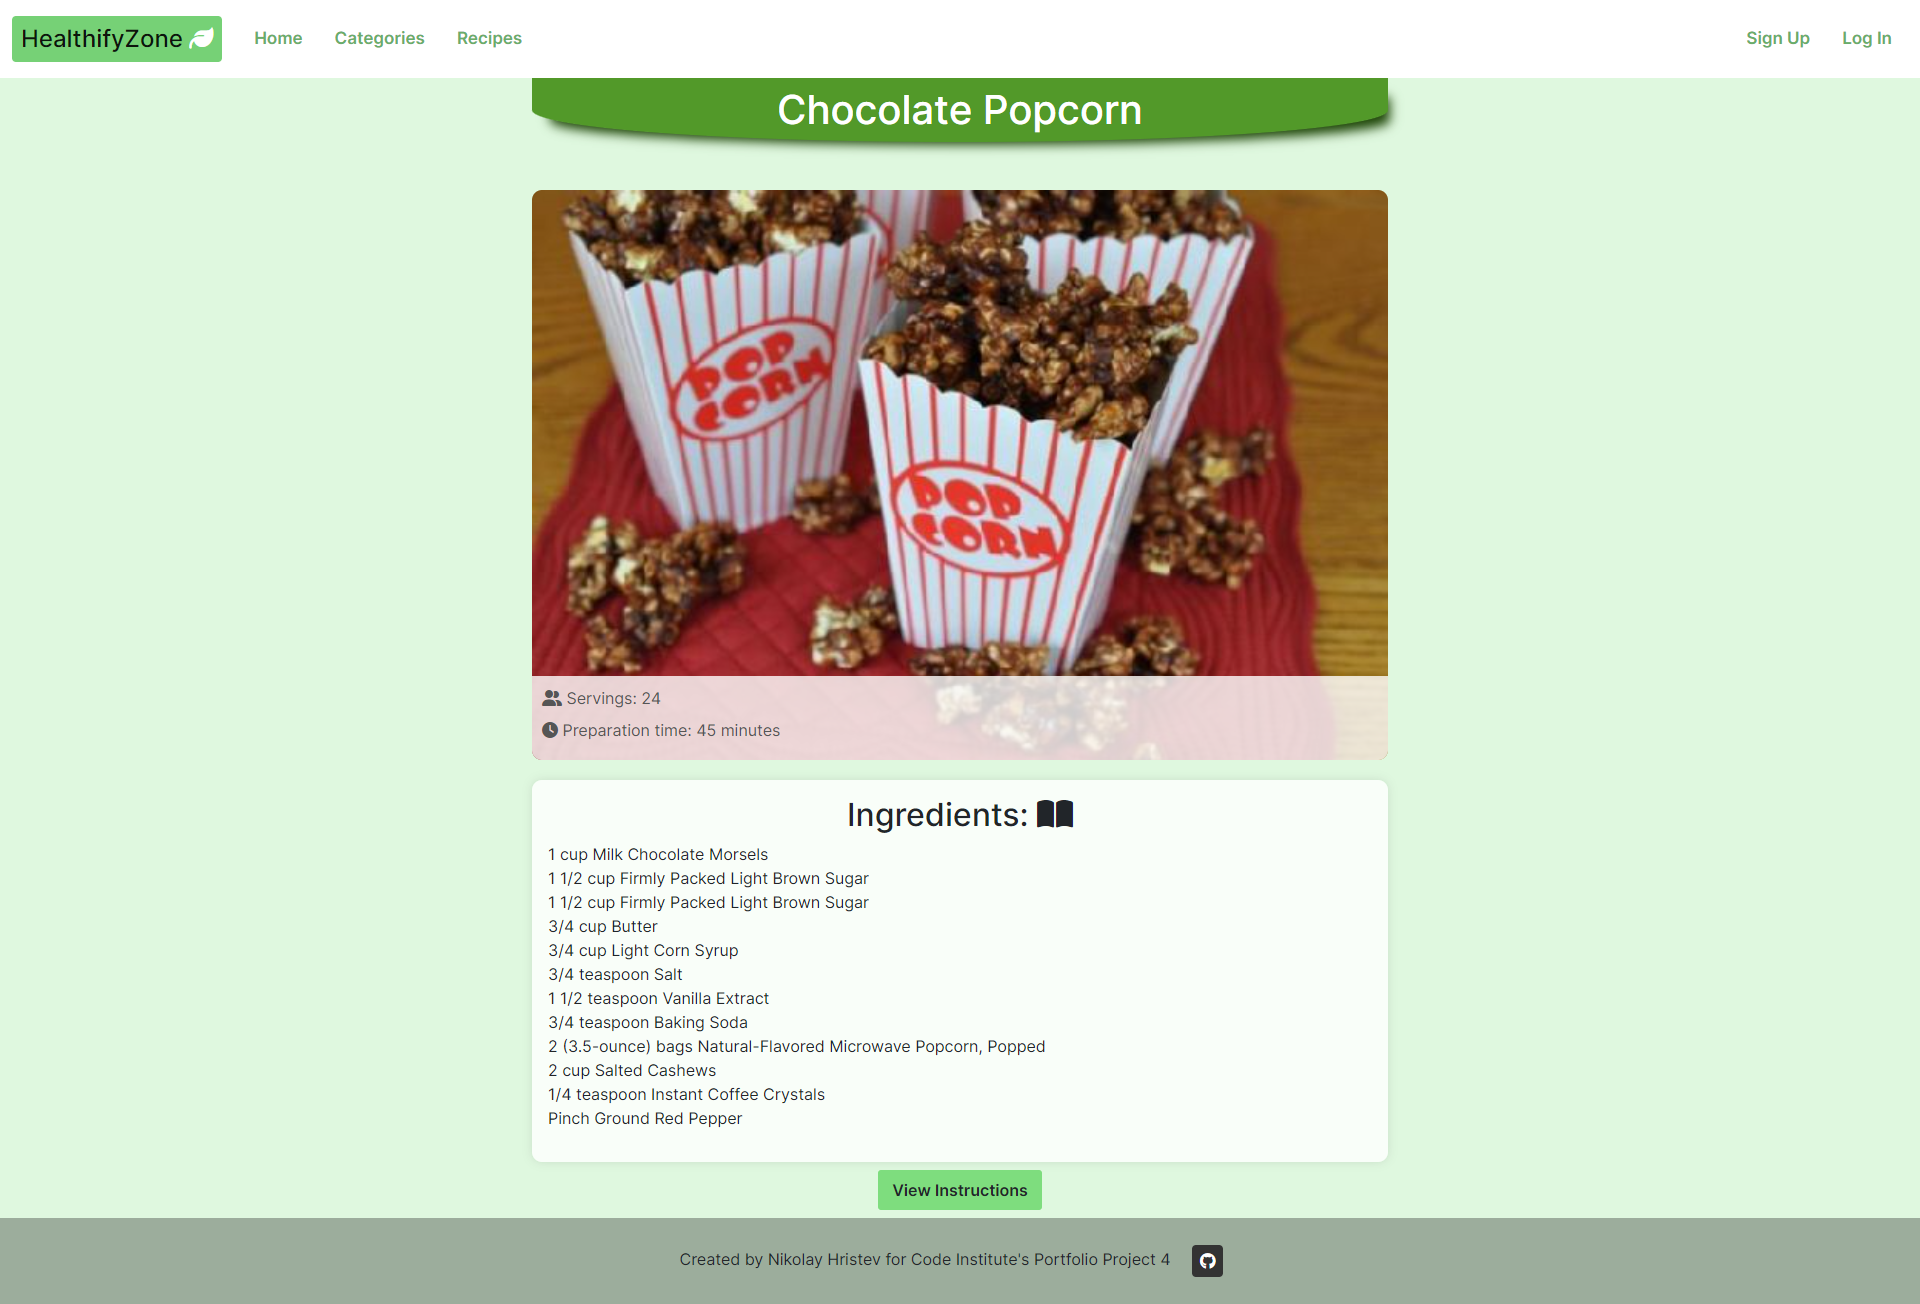 HealthifyZone
Home
Categories
Recipes
Sign Up
Log In
Chocolate Popcorn
POP
CORN
POP
CORN
Servings: 24
Preparation time: 45 minutes
Ingredients:
1 cup Milk Chocolate Morsels
1 1/2 cup Firmly Packed Light Brown Sugar
1 1/2 cup Firmly Packed Light Brown Sugar
3/4 cup Butter
3/4 cup Light Corn Syrup
3/4 teaspoon Salt
1 1/2 teaspoon Vanilla Extract
3/4 teaspoon Baking Soda
2 (3.5-ounce) bags Natural-Flavored Microwave Popcorn, Popped
2 cup Salted Cashews
1/4 teaspoon Instant Coffee Crystals
Pinch Ground Red Pepper
View Instructions
Created by Nikolay Hristev for Code Institute's Portfolio Project 4